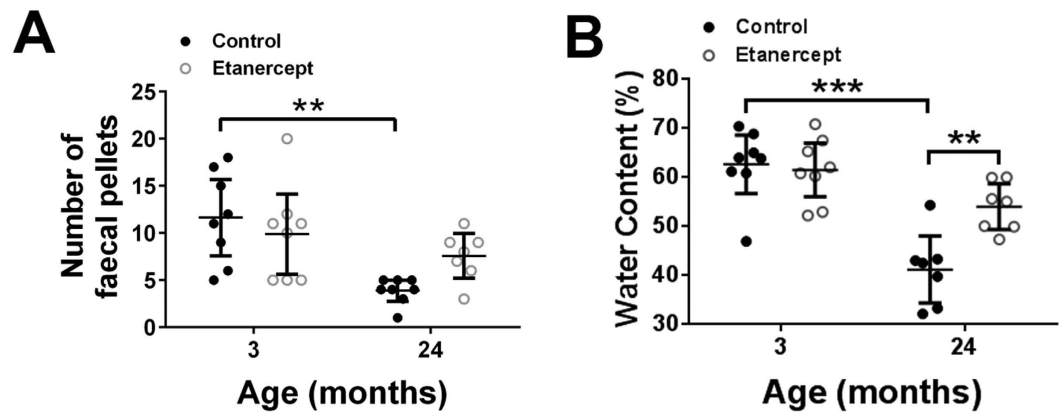 A
Control
Etanercept
25
20
15
10
5
0
**
Number of
faecal pellets
3
24
Age (months)
B
Control
Etanercept
80
70
60
50
40
30
***
**
Water Content (%)
3
24
Age (months)